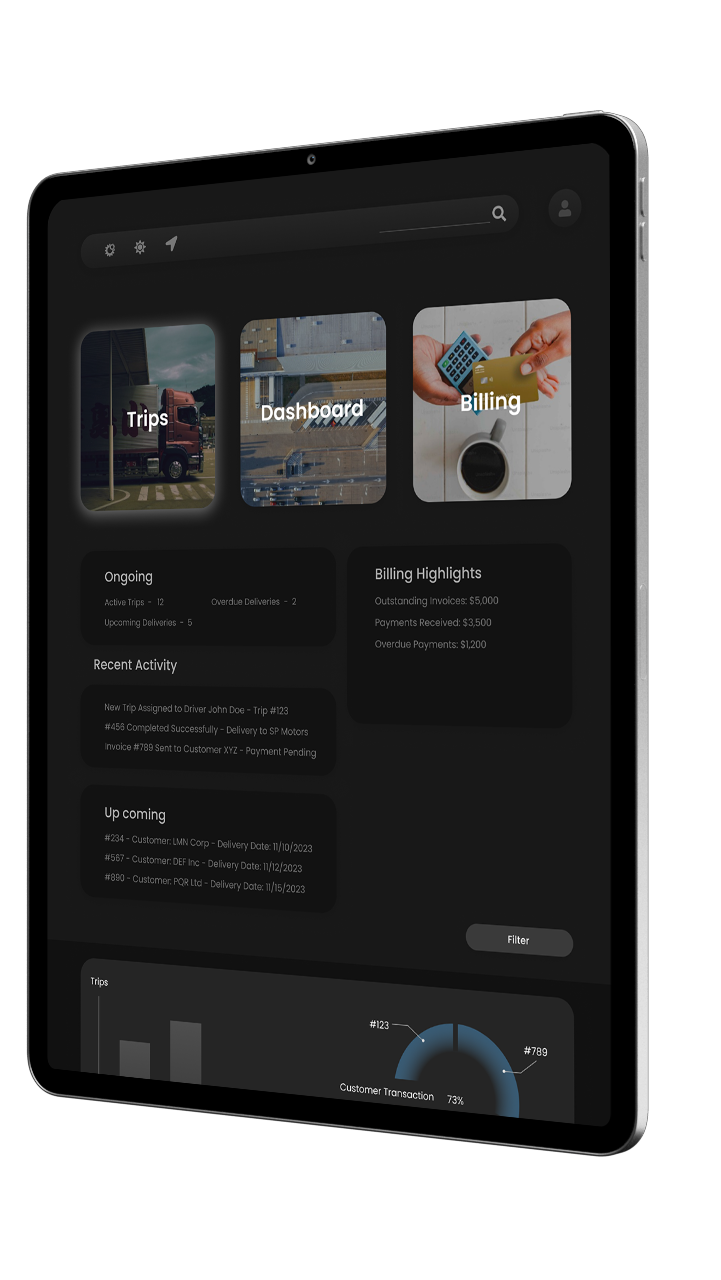 Trips
Dashboard
Billing
Ongoing
Active Trips - 12
Overdue Deliveries - 2
Upcoming Deliveries - 5
Billing Highlights
Outstanding Invoices: $5,000
Payments Received: $3,500
Overdue Payments: $1,200
Recent Activity
New Trip Assigned to Driver John Doe - Trip #123
#456 Completed Successfully - Delivery to SP Motors
Invoice #789 Sent to Customer XYZ - Payment Pending
Up coming
#234 - Customer: LMN Corp - Delivery Date: 11/10/2023
#567 - Customer: DEF Inc - Delivery Date: 11/12/2023
#890 - Customer: PQR Ltd - Delivery Date: 11/15/2023
Filter
Trips
#123
#789
Customer Transaction 73%